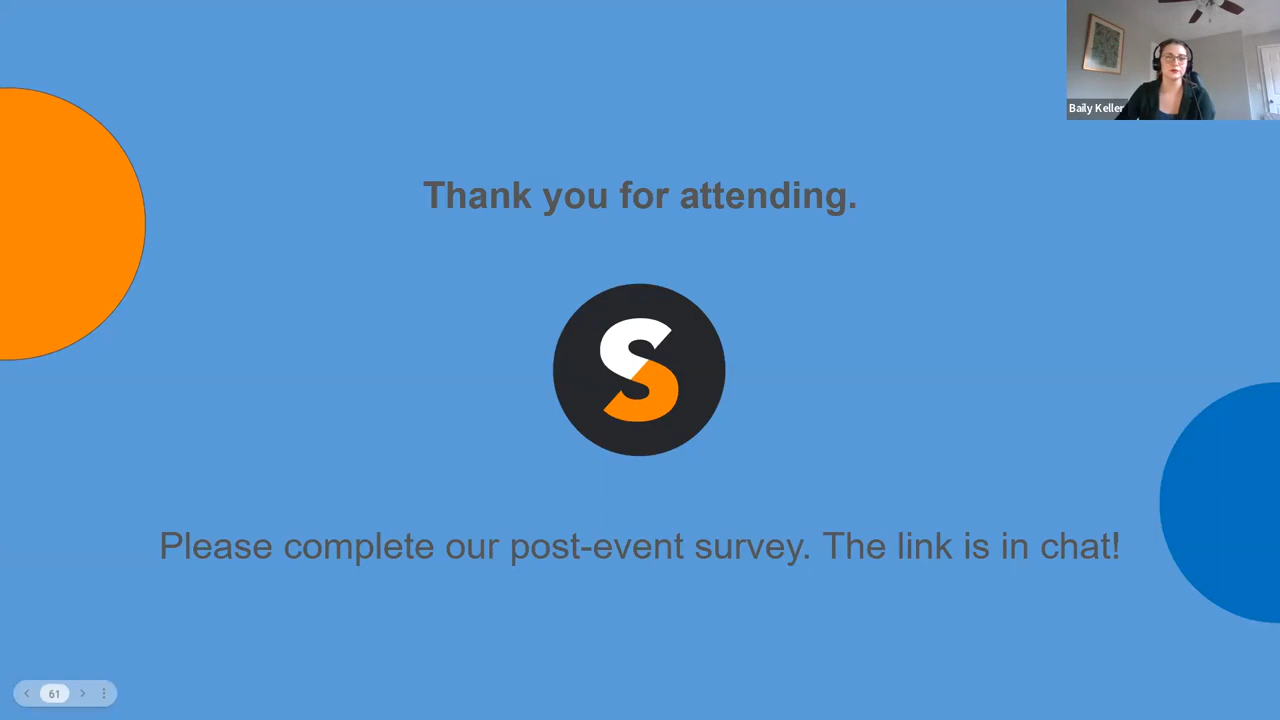 Baily Keller
Thank you for attending.
S
Please complete our post-event survey. The link is in chat!
61